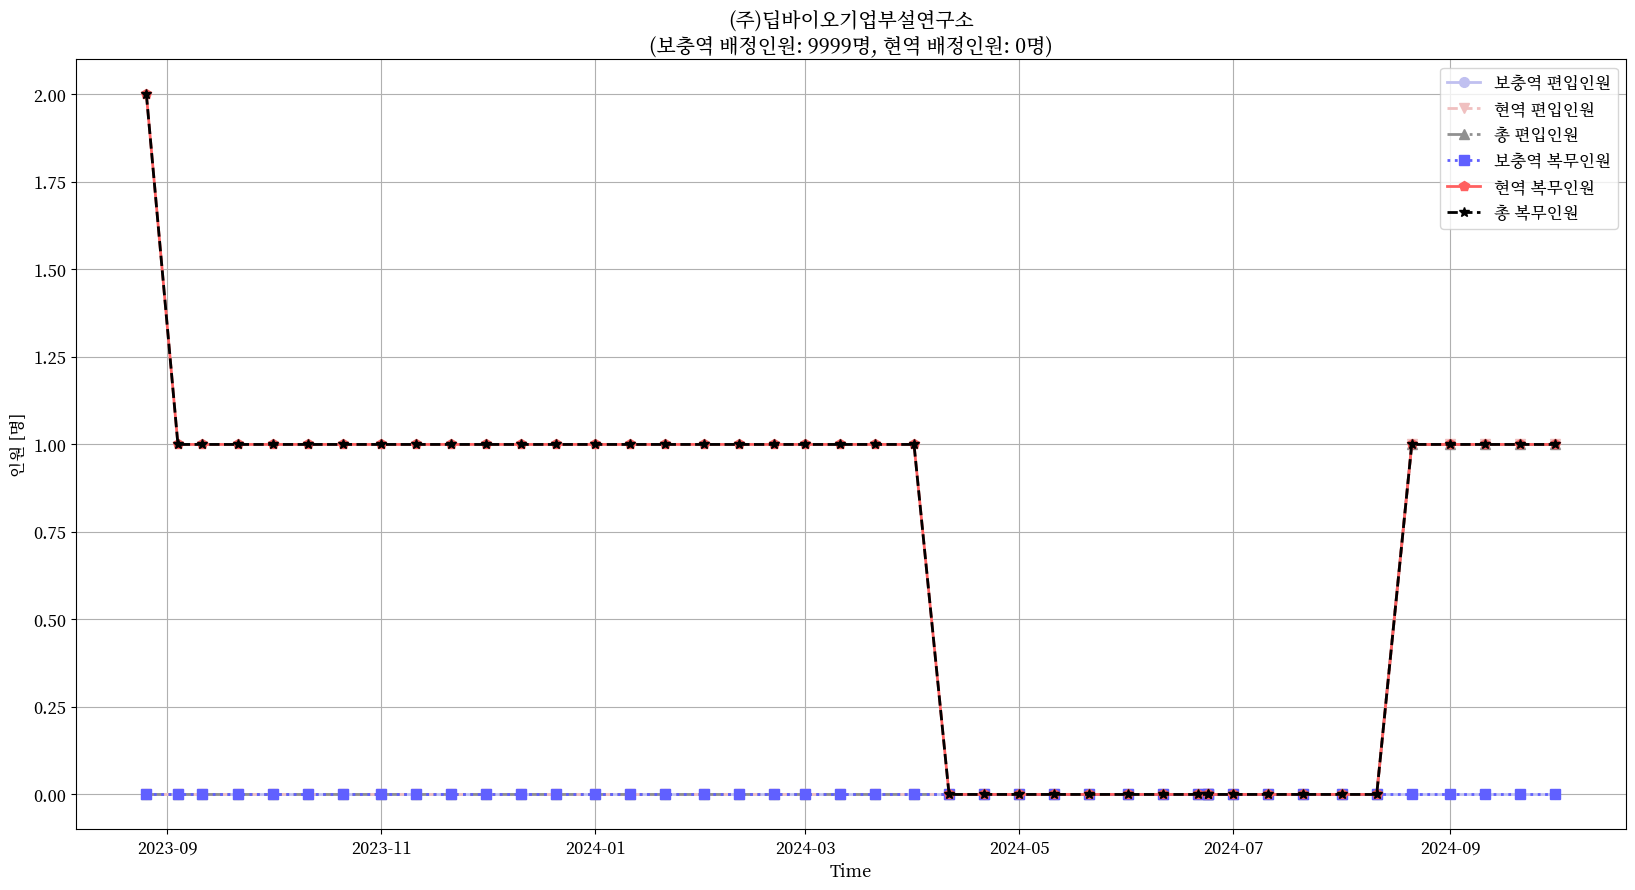 (주)딥바이오기업부설연구소
(보충역 배정인원: 9999명, 현역 배정인원: 0명)
보충역 편입인원
현역 편입인원
총 편입인원
보충역 복무인원
현역 복무인원
총 복무인원
인원 [명]
2.00
1.75
1.50
1.25
1.00
0.75
0.50
0.25
0.00
2023-09
2023-11
2024-01
2024-03
2024-05
2024-07
2024-09
Time